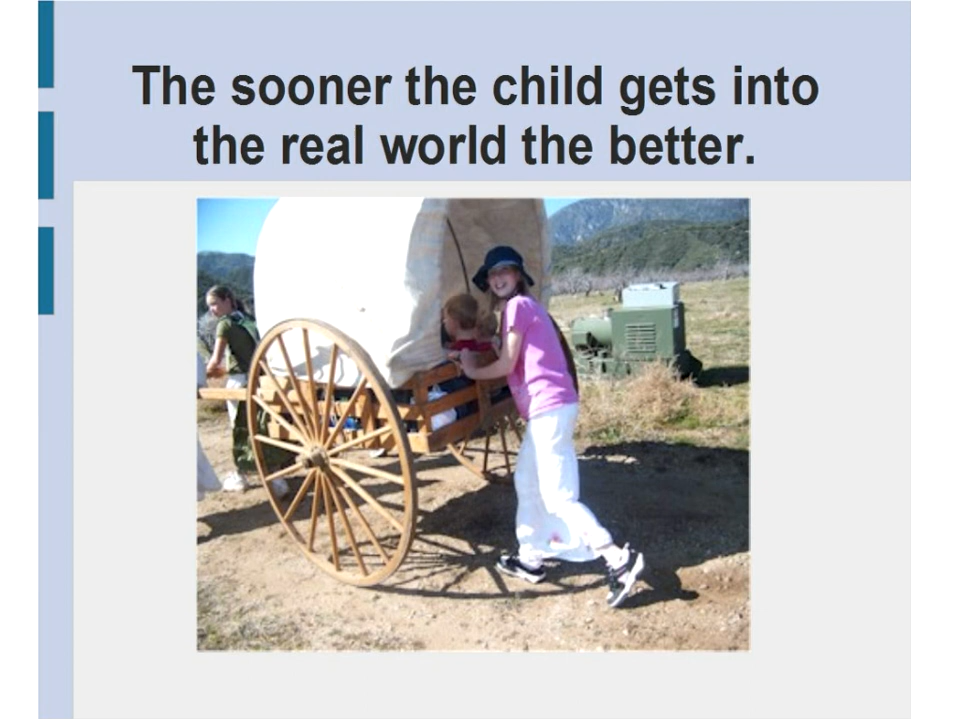 The sooner the child gets into
the real world the better.